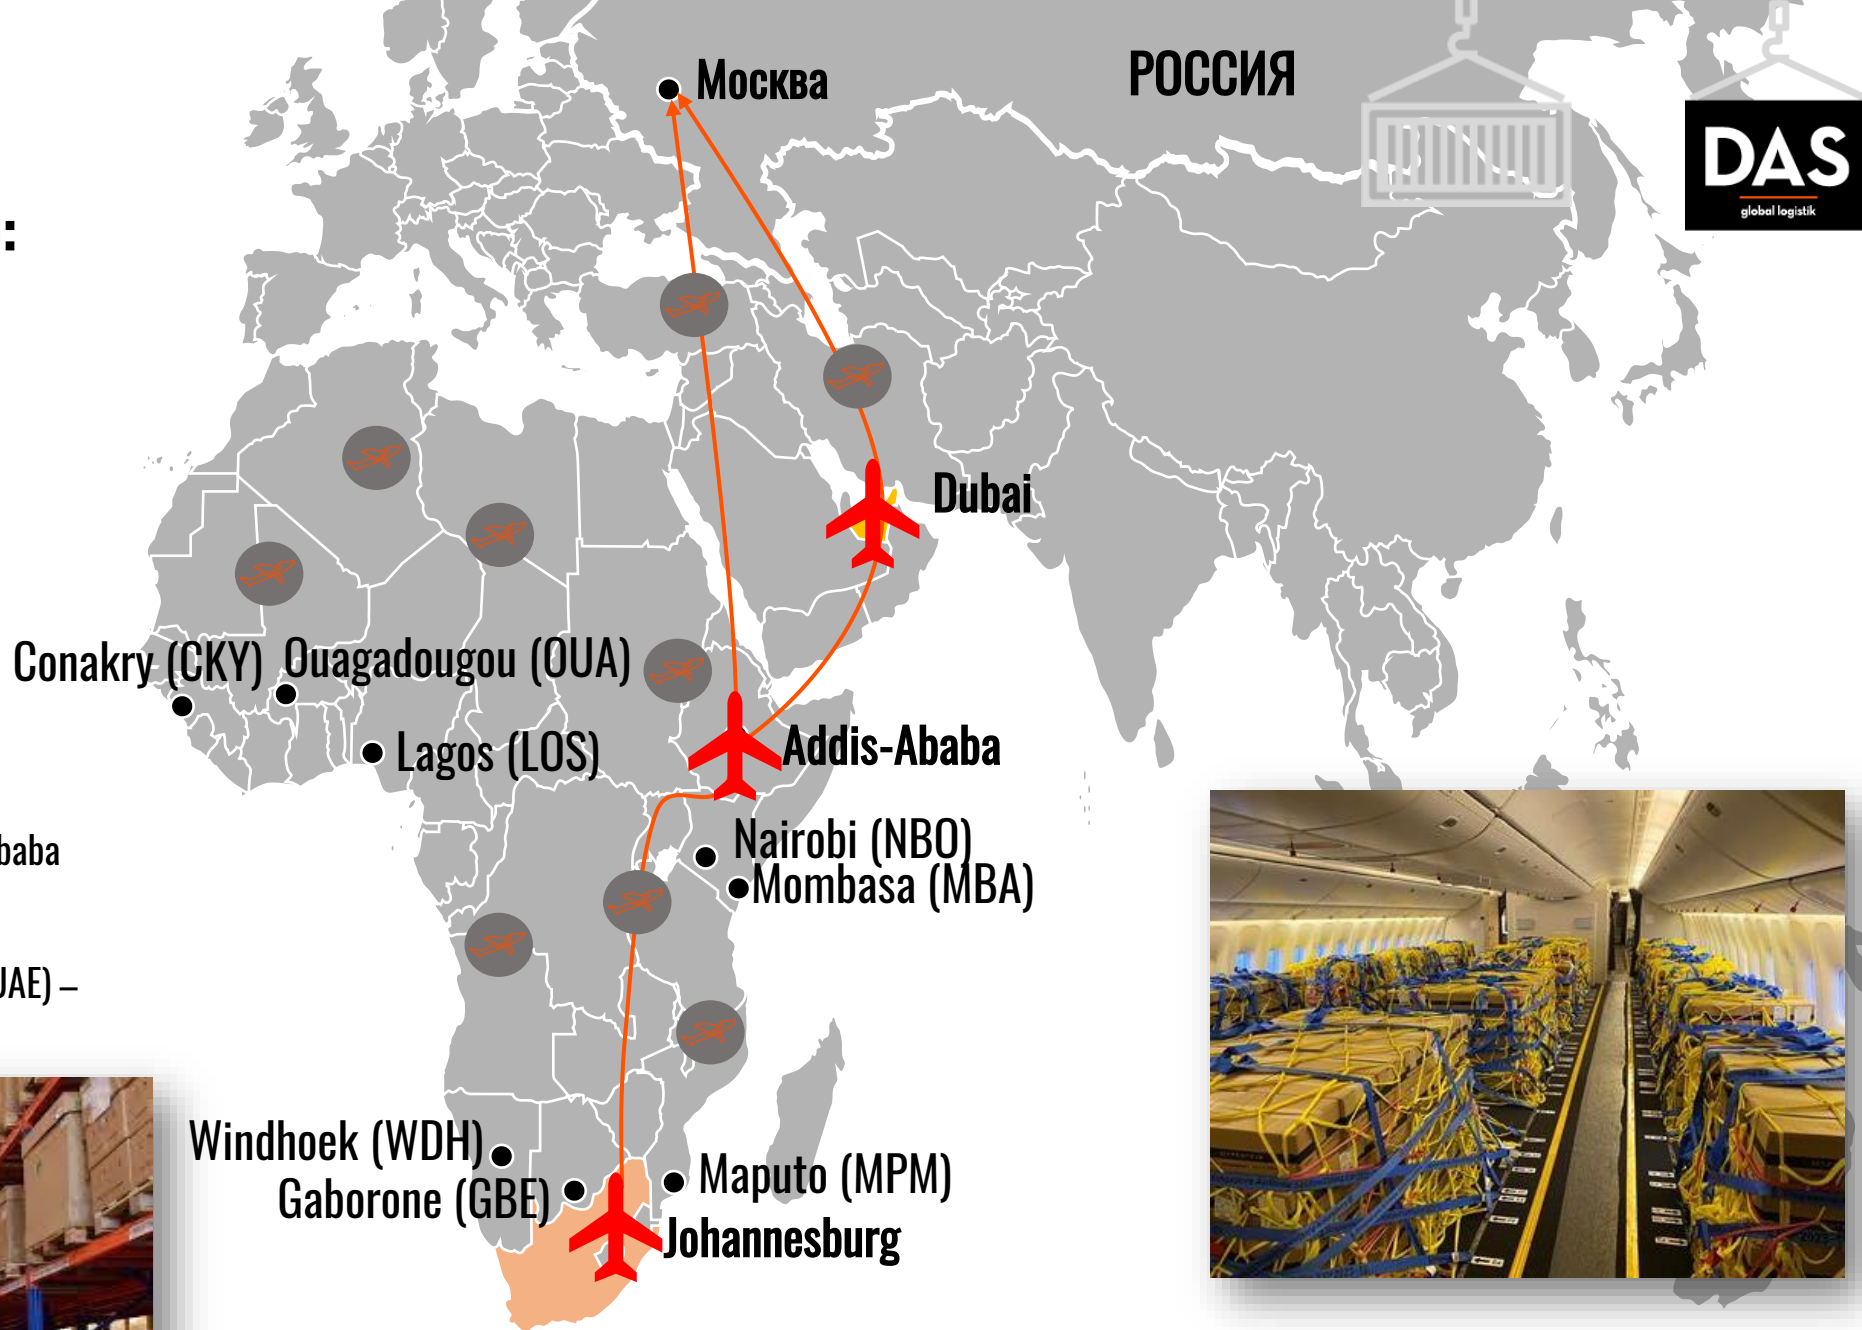 Москва
РОССИЯ
DAS
global logistik
:
Dubai
Conakry (CKY)
Ouagadougou (OUA)
Lagos (LOS)
Addis-Ababa
Nairobi (NBO)
baba
Mombasa (MBA)
UAE) –
Windhoek (WDH)
Gaborone (GBE)
Maputo (MPM)
Johannesburg